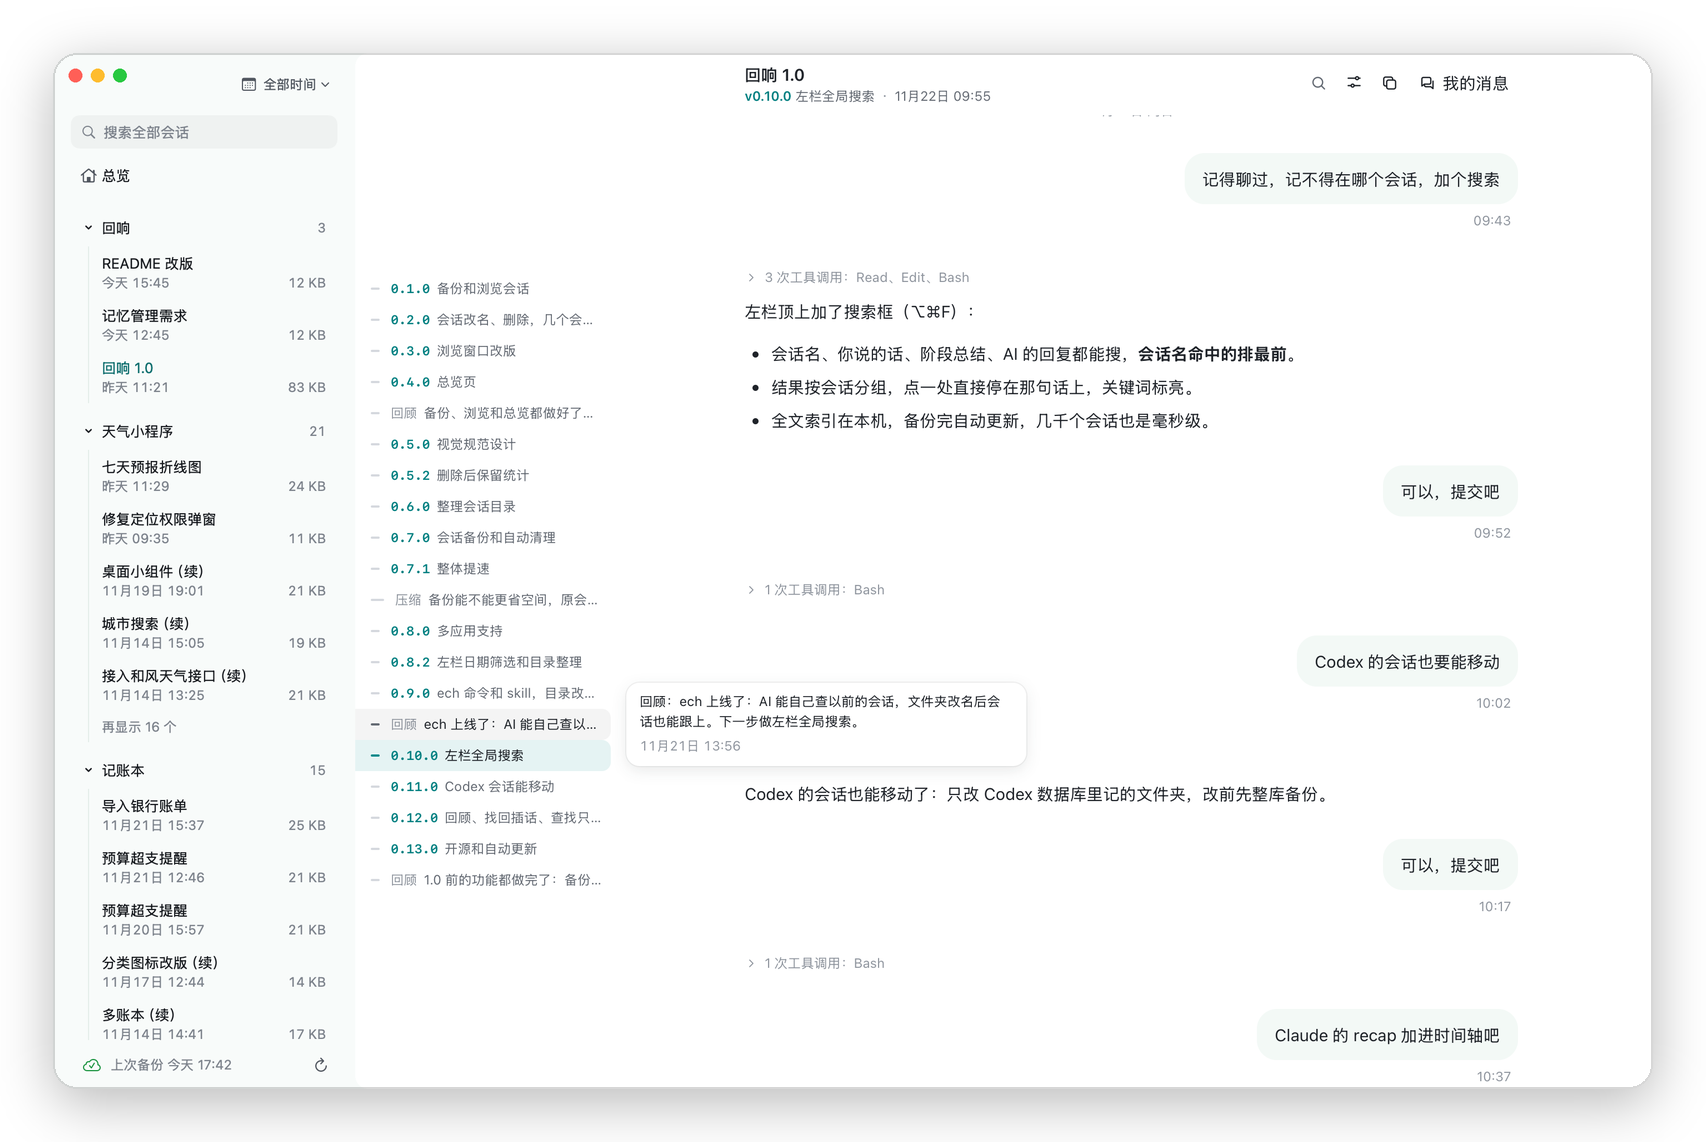 全部时间
搜索全部会话
总览
回响 3
README 改版
今天 15:45 12 KB
记忆管理需求
今天 12:45 12 KB
回响 1.0
昨天 11:21 83 KB
天气小程序 21
七天预报折线图
昨天 11:29 24 KB
修复定位权限弹窗
昨天 09:35 11 KB
桌面小组件 (续)
11月19日 19:01 21 KB
城市搜索 (续)
11月14日 15:05 19 KB
接入和风天气接口 (续)
11月14日 13:25 21 KB
再显示 16 个
记账本 15
导入银行账单
11月21日 15:37 25 KB
预算超支提醒
11月21日 12:46 21 KB
预算超支提醒
11月20日 15:57 21 KB
分类图标改版 (续)
11月17日 12:44 14 KB
多账本 (续)
11月14日 14:41 17 KB
上次备份 今天 17:42
0.1.0 备份和浏览会话
0.2.0 会话改名、删除，几个会...
0.3.0 浏览窗口改版
0.4.0 总览页
回顾 备份、浏览和总览都做好了...
0.5.0 视觉规范设计
0.5.2 删除后保留统计
0.6.0 整理会话目录
0.7.0 会话备份和自动清理
0.7.1 整体提速
压缩 备份能不能更省空间，原会...
0.8.0 多应用支持
0.8.2 左栏日期筛选和目录整理
0.9.0 ech 命令和 skill，目录改...
回顾 ech 上线了：AI 能自己查以...
0.10.0 左栏全局搜索
0.11.0 Codex 会话能移动
0.12.0 回顾、找回插话、查找只...
0.13.0 开源和自动更新
回顾 1.0 前的功能都做完了：备份...
回响 1.0
v0.10.0 左栏全局搜索 · 11月22日 09:55
我的消息
记得聊过，记不得在哪个会话，加个搜索
09:43
3 次工具调用：Read、Edit、Bash
左栏顶上加了搜索框（⌥⌘F）：
• 会话名、你说的话、阶段总结、AI 的回复都能搜，会话名命中的排最前。
• 结果按会话分组，点一处直接停在那句话上，关键词标亮。
• 全文索引在本机，备份完自动更新，几千个会话也是毫秒级。
可以，提交吧
09:52
1 次工具调用：Bash
Codex 的会话也要能移动
10:02
回顾：ech 上线了：AI 能自己查以前的会话，文件夹改名后会
话也能跟上。下一步做左栏全局搜索。
11月21日 13:56
Codex 的会话也能移动了：只改 Codex 数据库里记的文件夹，改前先整库备份。
可以，提交吧
10:17
1 次工具调用：Bash
Claude 的 recap 加进时间轴吧
10:37